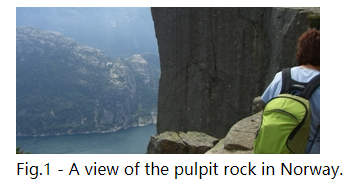 Fig.1 - A view of the pulpit rock in Norway.